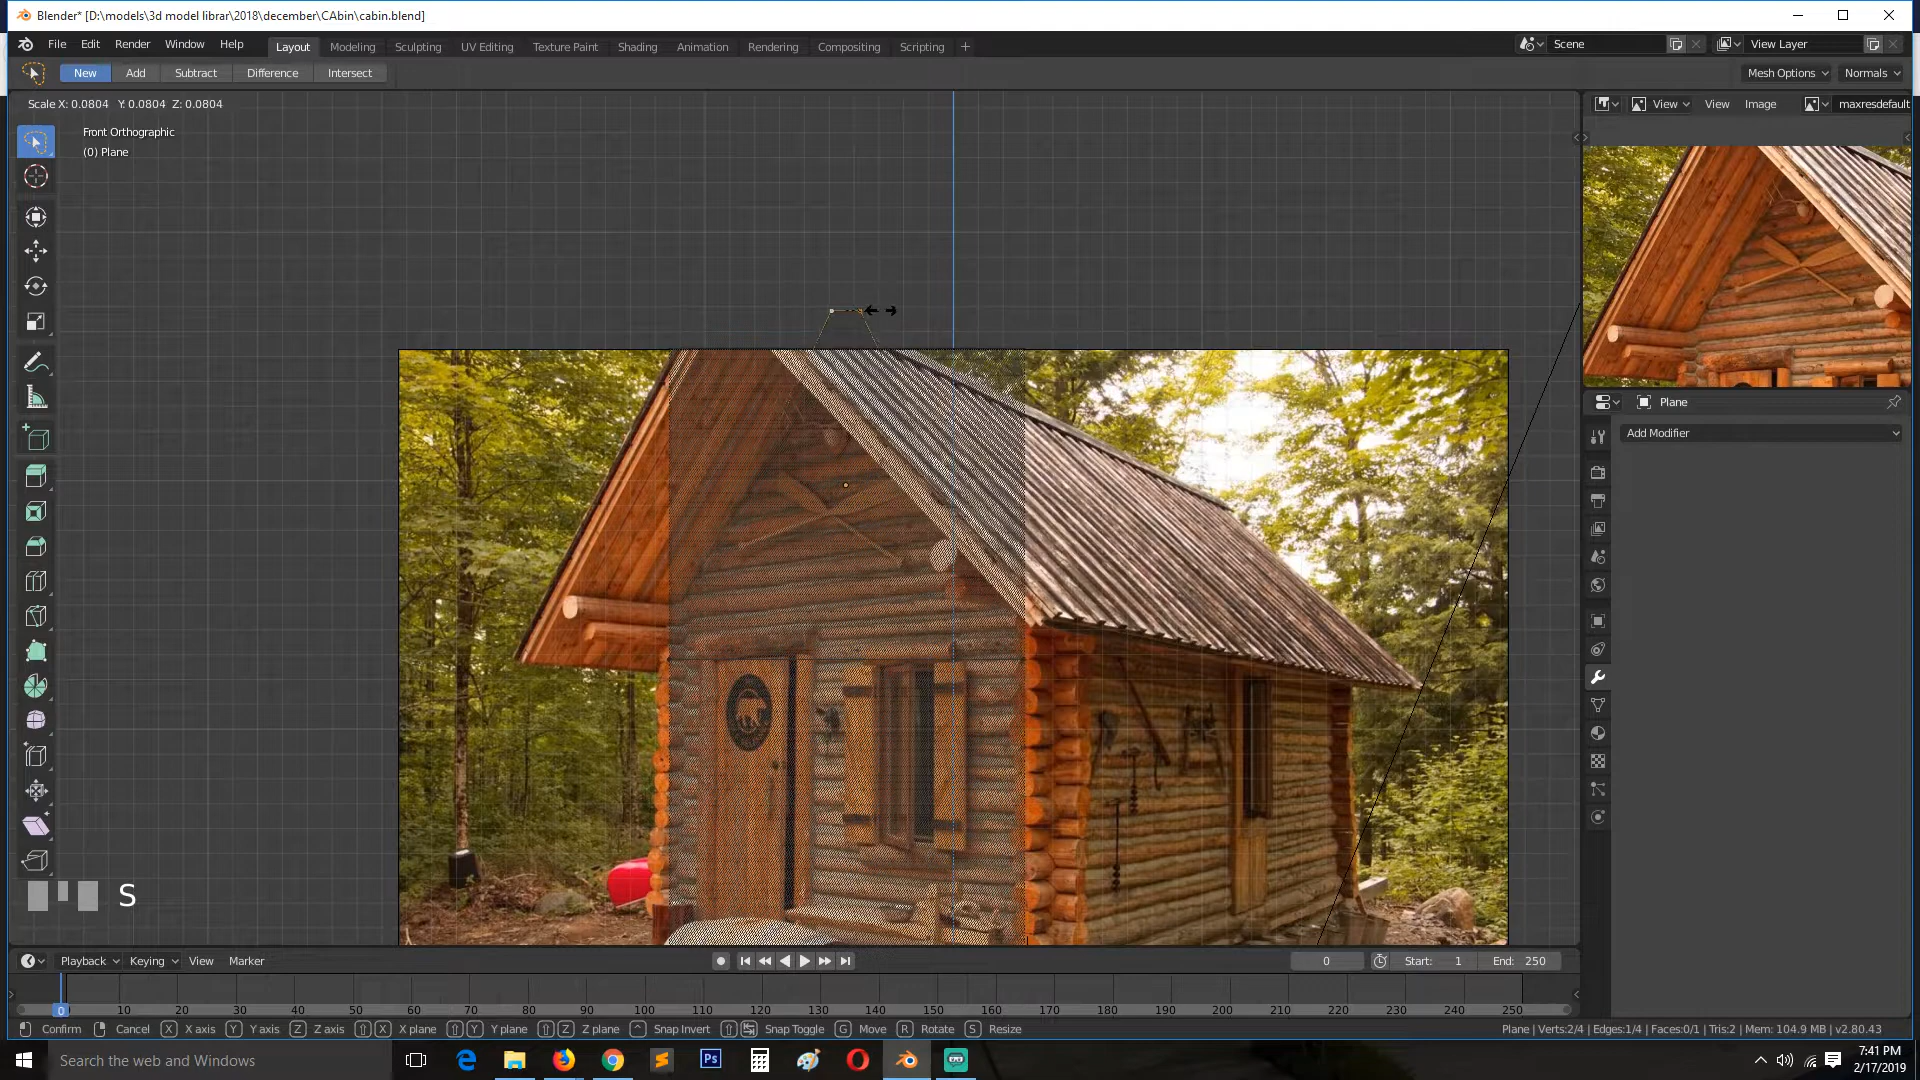 Blender* [D:\models\3d model librar\2018\december\CAbin\cabin.blend]
File Edit Render Window Help
Layout Modeling Sculpting UV Editing Texture Paint Shading Animation Rendering Compositing Scripting +
Scene
View Layer
New Add Subtract Difference Intersect
Mesh Options Normals
Scale X: 0.0804 Y: 0.0804 Z: 0.0804
View View Image maxresdefault
Front Orthographic
(0) Plane
Plane
Add Modifier
S
Playback Keying View Marker
0 Start: 1 End: 250
0 10 20 30 40 50 60 70 80 90 100 110 120 130 140 150 160 170 180 190 200 210 220 230 240 250
Confirm Cancel X X axis Y Y axis Z Z axis X X plane Y Y plane Z Z plane ^ Snap Invert Snap Toggle G Move R Rotate S Resize
Plane | Verts:2/4 | Edges:1/4 | Faces:0/1 | Tris:2 | Mem: 104.9 MB | v2.80.43
Search the web and Windows
Ps
7:41 PM
2/17/2019